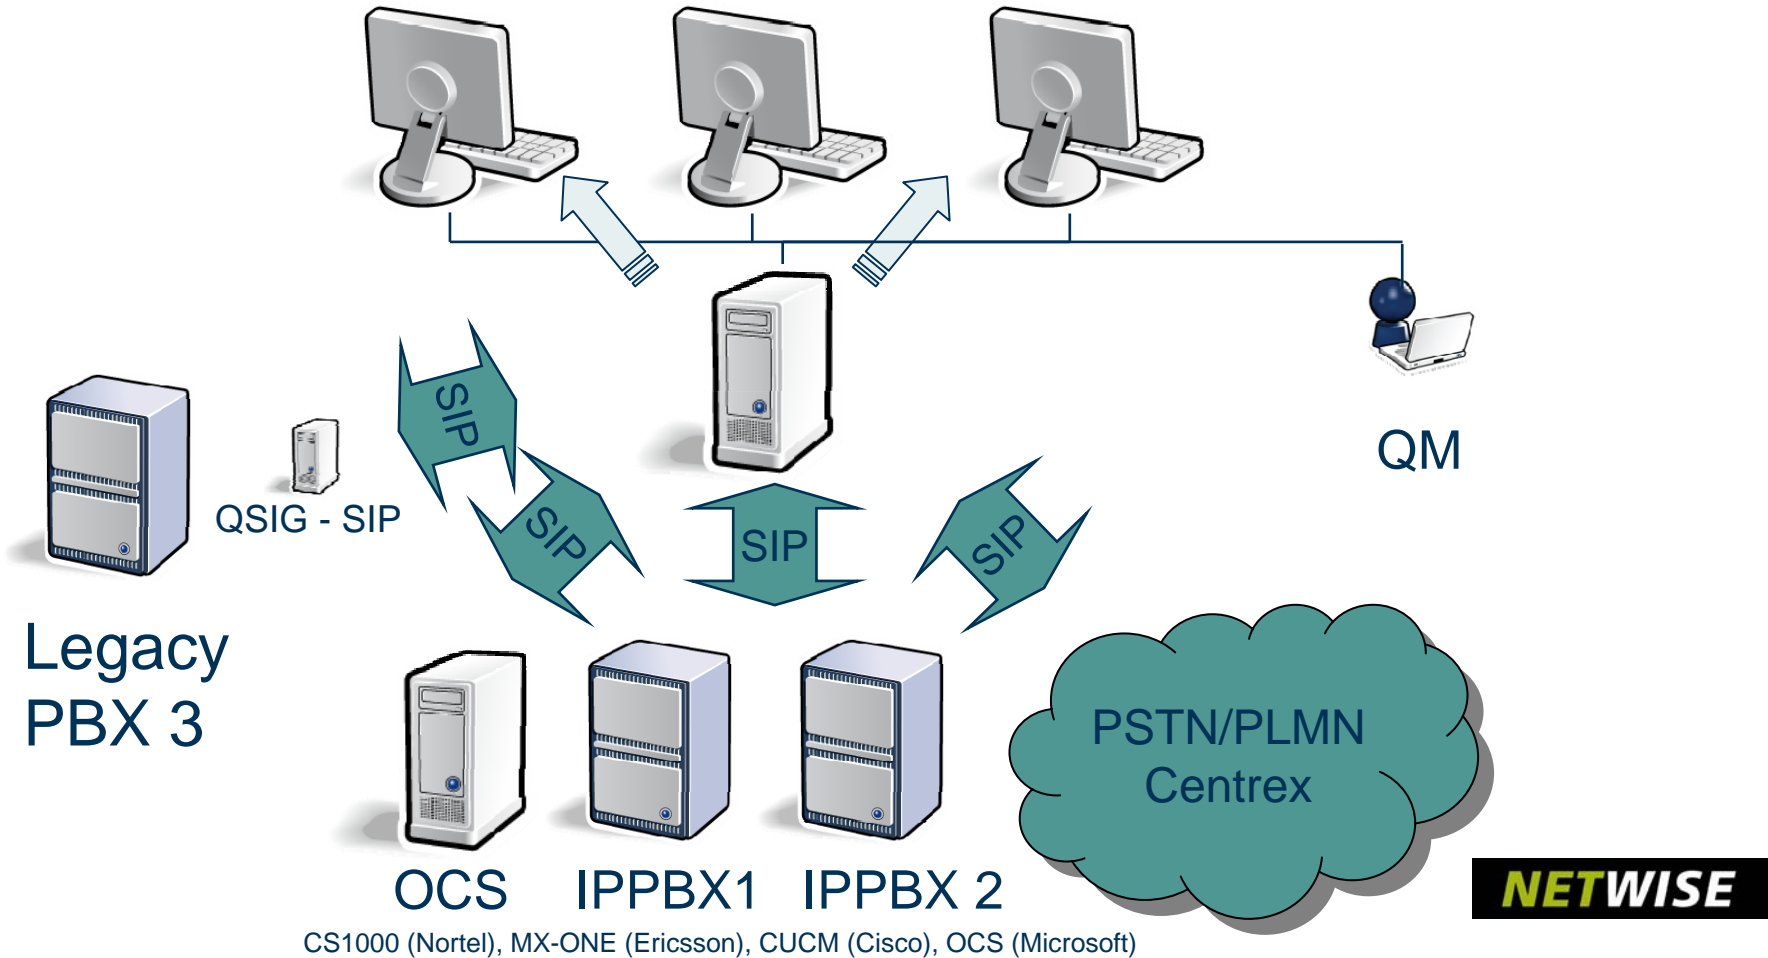 SIP
QM
QSIG - SIP
SIP
SIP
SIP
Legacy
PBX 3
PSTN/PLMN
Centrex
OCS
IPPBX1
IPPBX 2
NETWISE
CS1000 (Nortel), MX-ONE (Ericsson), CUCM (Cisco), OCS (Microsoft)